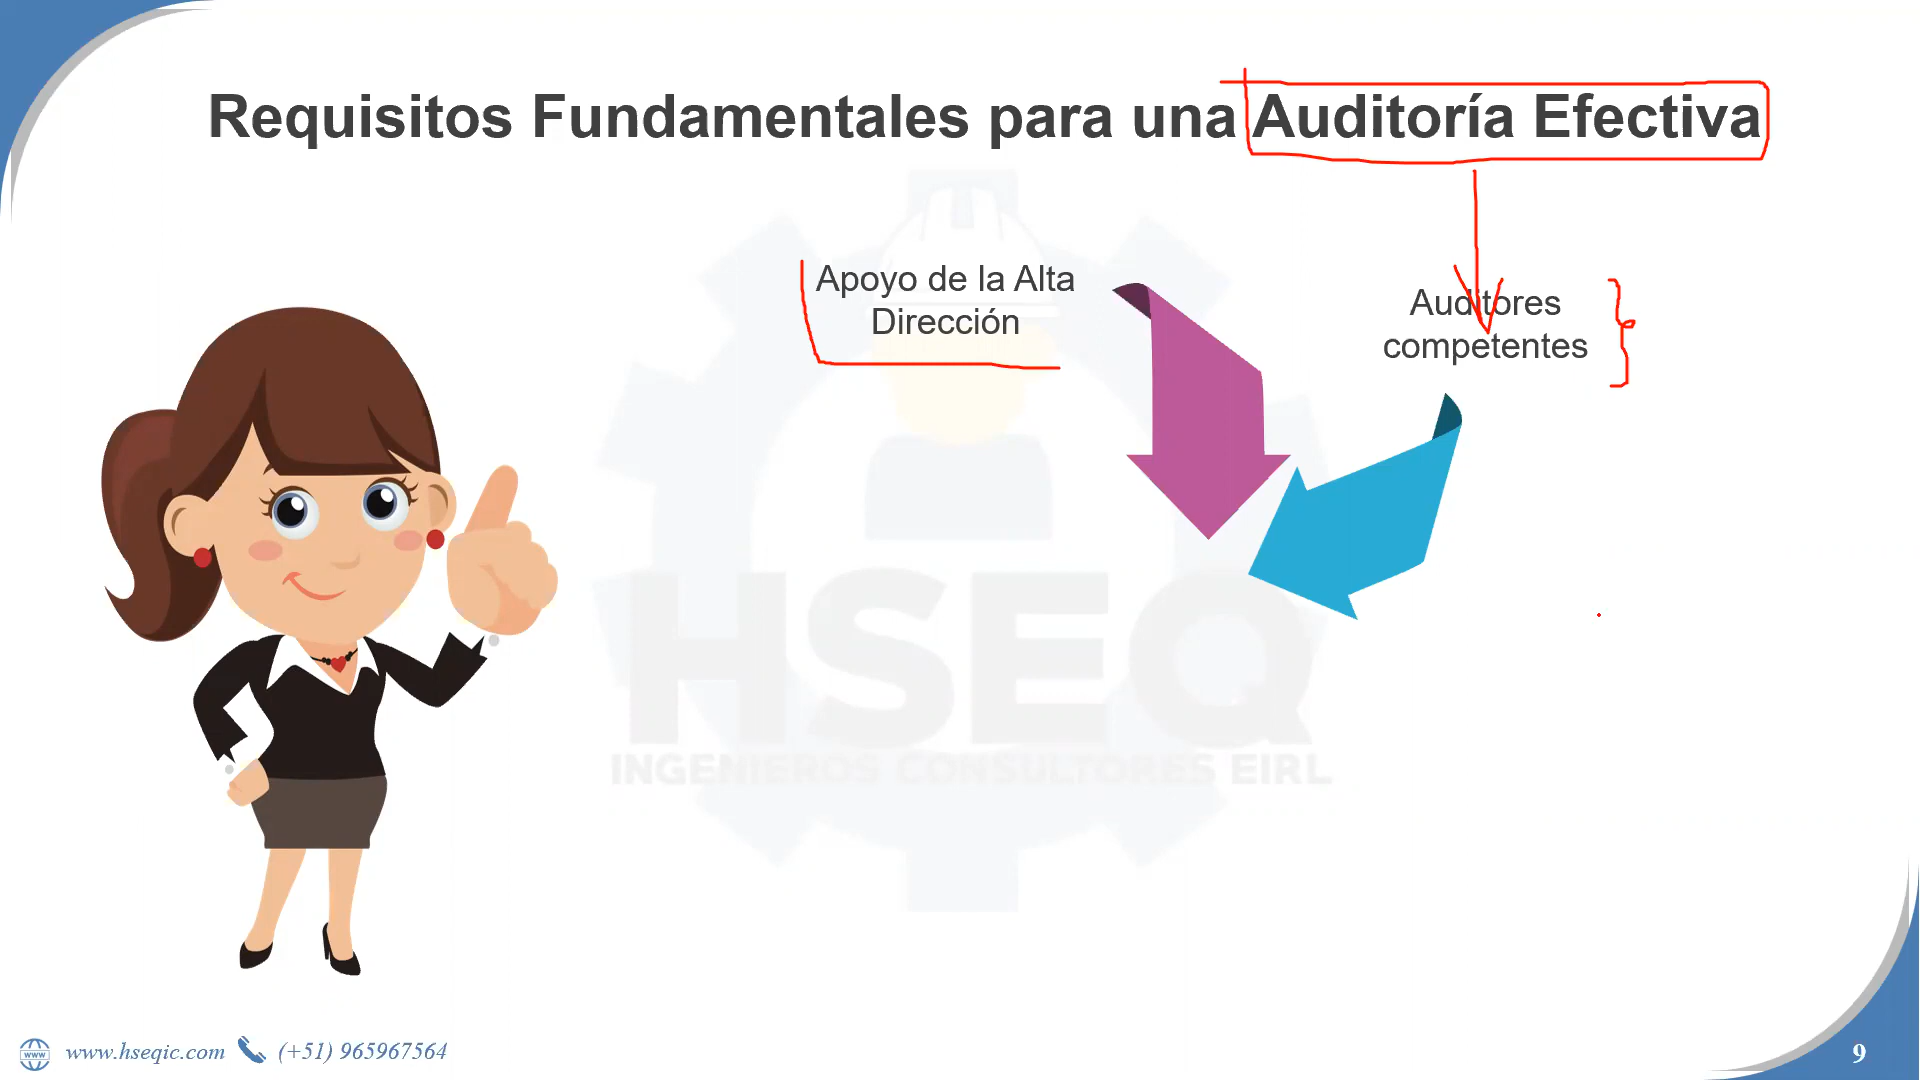 Requisitos Fundamentales para una Auditoría Efectiva
Apoyo de la Alta
Dirección
Auditores
competentes
HSEQ
INGENIEROS CONSULTORES EIRL
www
www.hseqic.com (+51) 965967564
9